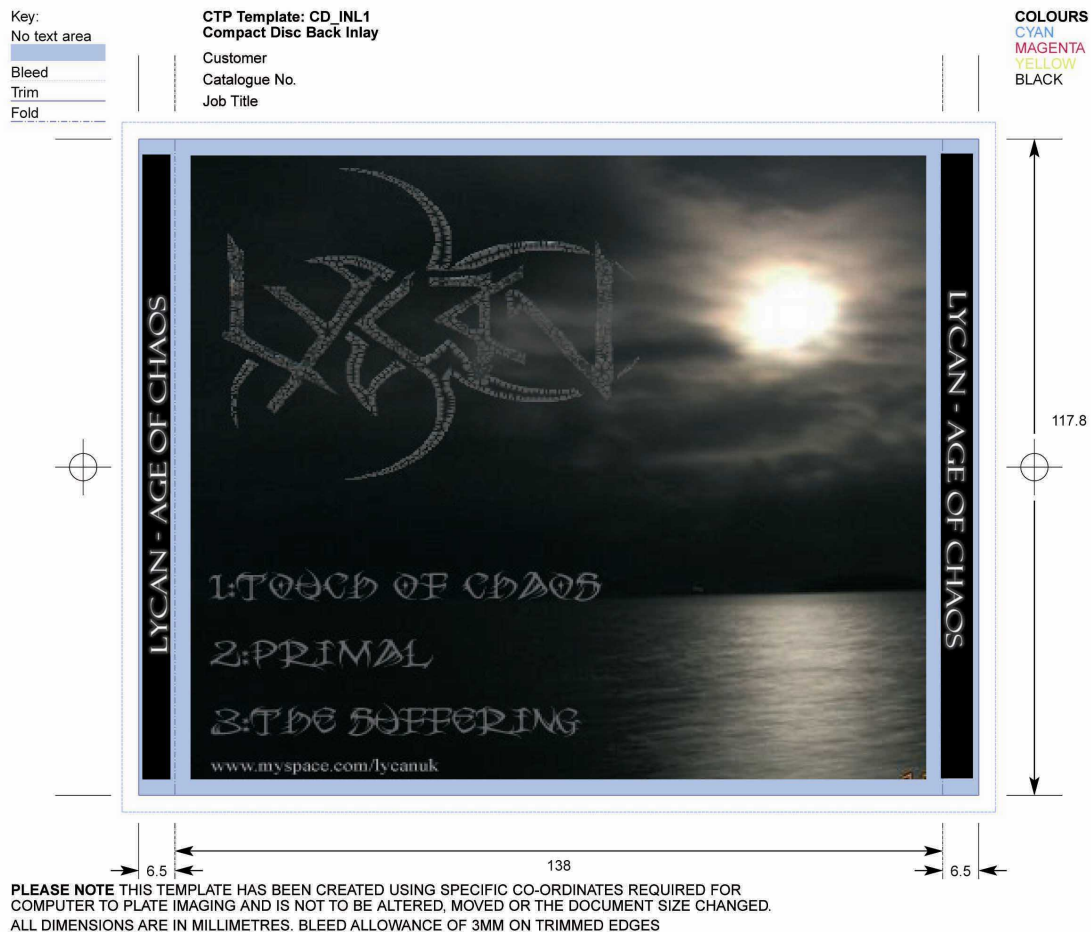 Key:
No text area
Bleed
Trim
Fold
CTP Template: CD_INL1
Compact Disc Back Inlay
Customer
Catalogue No.
Job Title
COLOURS
CYAN
MAGENTA
YELLOW
BLACK
LYCAN - AGE OF CHAOS
LYCAN
1:TOUCH OF CHAOS
2:PRIMAL
3:THE SUFFERING
www.myspace.com/lycanuk
LYCAN - AGE OF CHAOS
117.8
6.5
138
6.5
PLEASE NOTE THIS TEMPLATE HAS BEEN CREATED USING SPECIFIC CO-ORDINATES REQUIRED FOR
COMPUTER TO PLATE IMAGING AND IS NOT TO BE ALTERED, MOVED OR THE DOCUMENT SIZE CHANGED.
ALL DIMENSIONS ARE IN MILLIMETRES. BLEED ALLOWANCE OF 3MM ON TRIMMED EDGES